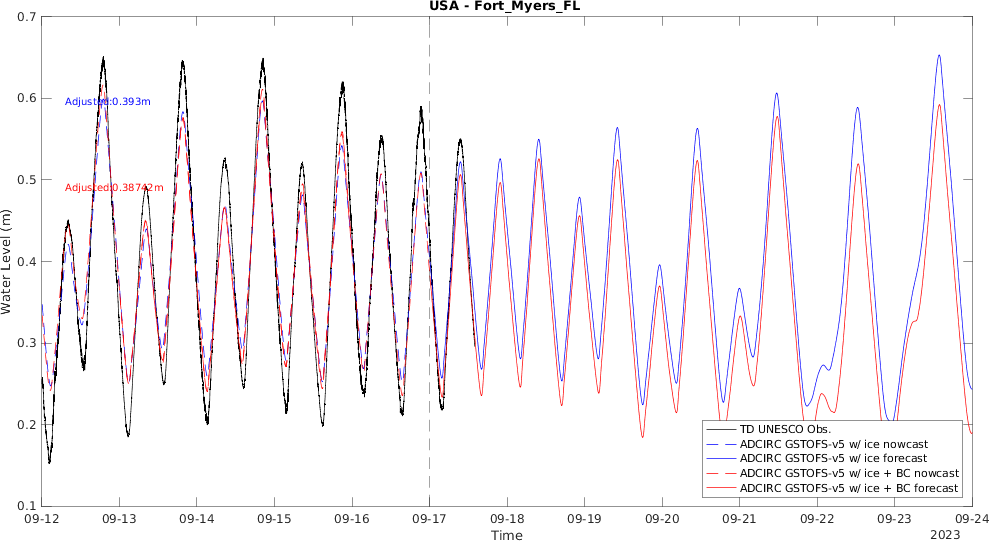 USA - Fort_Myers_FL
0.7
0.6
0.5
0.4
0.3
0.2
0.1
Water Level (m)
Adjusted:0.393m
Adjusted:0.38742m
TD UNESCO Obs.
ADCIRC GSTOFS-v5 w/ ice nowcast
ADCIRC GSTOFS-v5 w/ ice forecast
ADCIRC GSTOFS-v5 w/ ice + BC nowcast
ADCIRC GSTOFS-v5 w/ ice + BC forecast
09-12 09-13 09-14 09-15 09-16 09-17 09-18 09-19 09-20 09-21 09-22 09-23 09-24
Time
2023